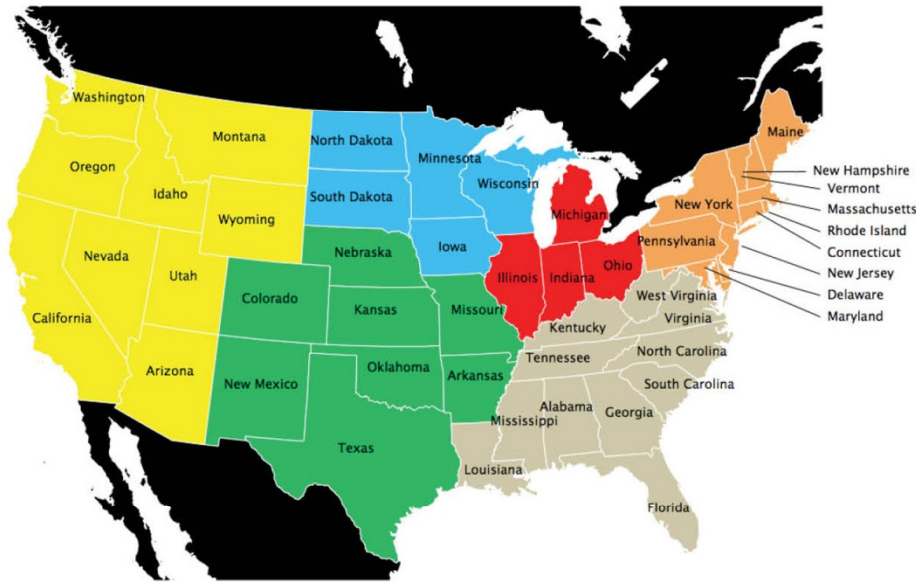 Washington
Montana
North Dakota
Minnesota
Maine
Oregon
Idaho
South Dakota
Wisconsin
New Hampshire
Vermont
Wyoming
Michigan
New York
Massachusetts
Rhode Island
Nebraska
Iowa
Pennsylvania
Connecticut
Nevada
Utah
Illinois
Indiana
Ohio
New Jersey
Colorado
Delaware
California
Kansas
Missouri
West Virginia
Maryland
Virginia
Kentucky
Arizona
Oklahoma
Tennessee
North Carolina
New Mexico
Arkansas
South Carolina
Mississippi
Alabama
Georgia
Texas
Louisiana
Florida